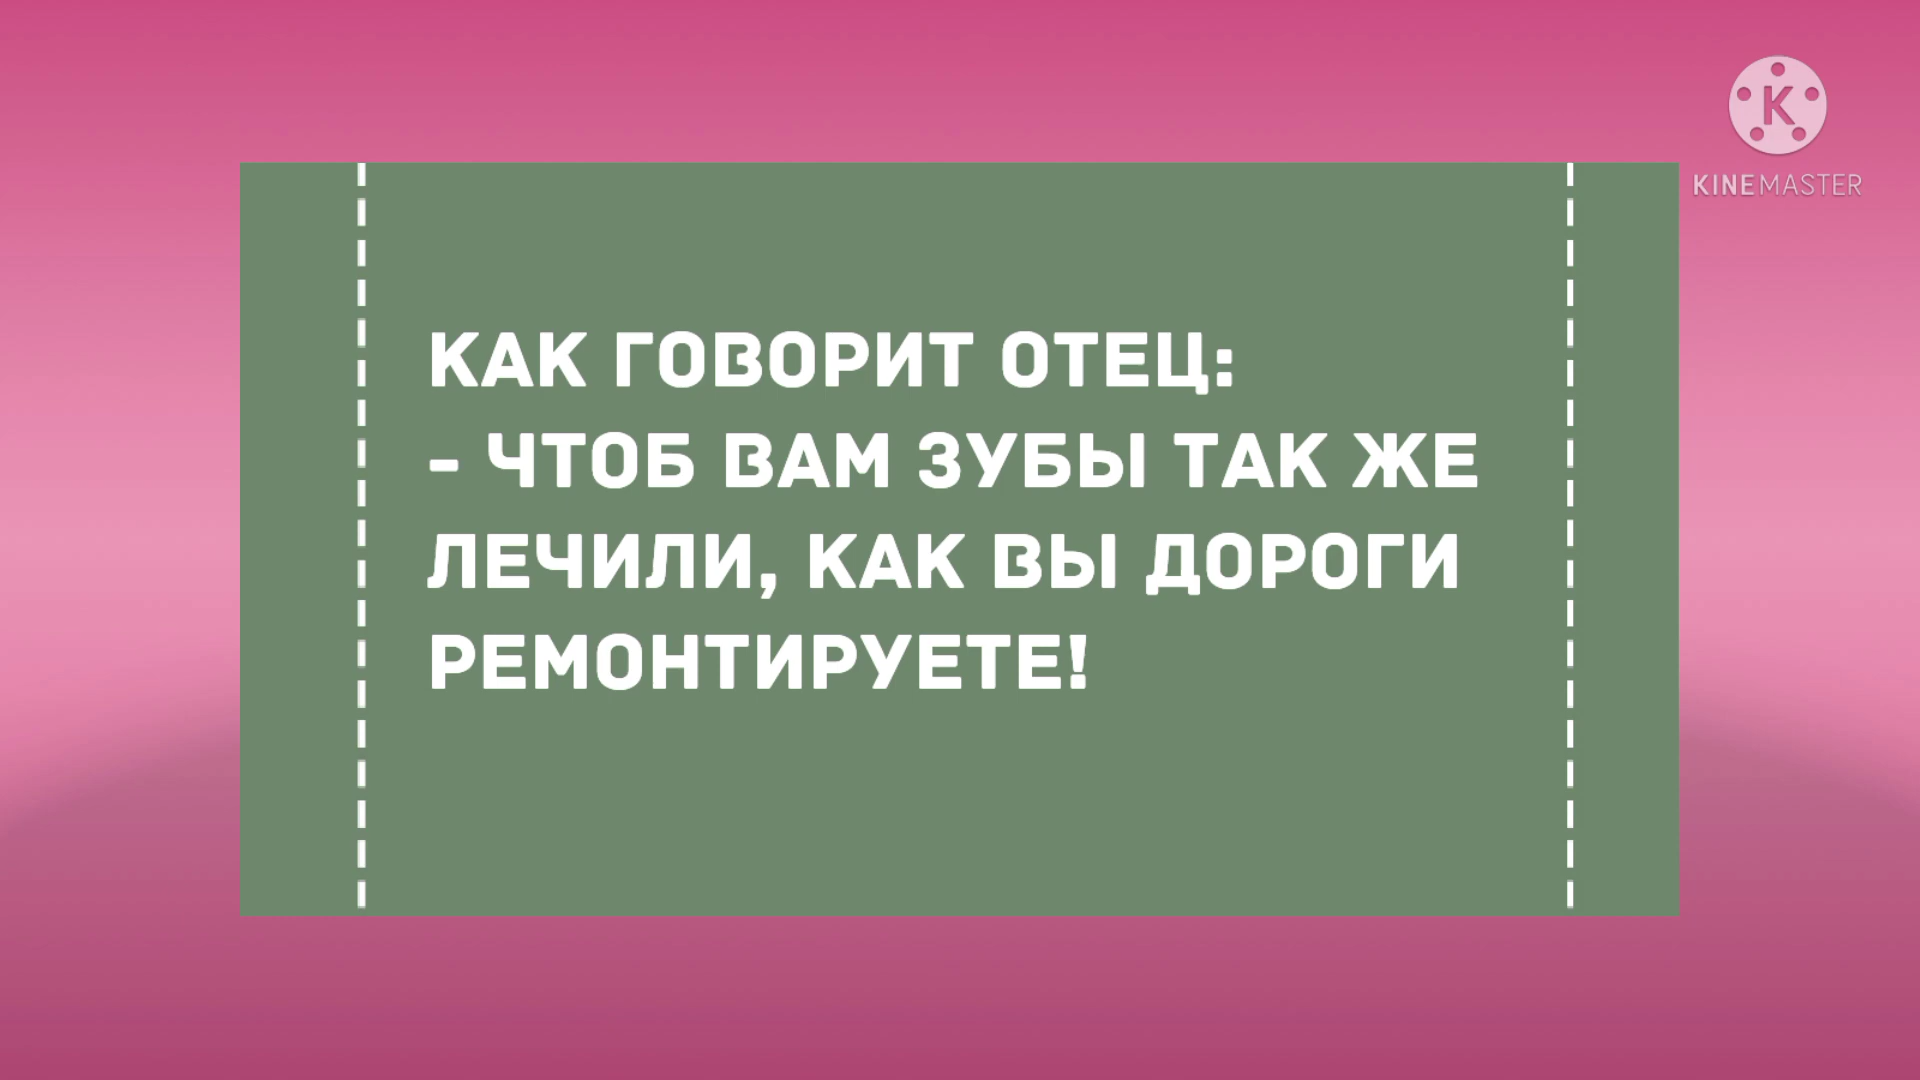 КАК ГОВОРИТ ОТЕЦ:
- ЧТОБ ВАМ ЗУБЫ ТАК ЖЕ
ЛЕЧИЛИ, КАК ВЫ ДОРОГИ
РЕМОНТИРУЕТЕ!
K
KINEMASTER